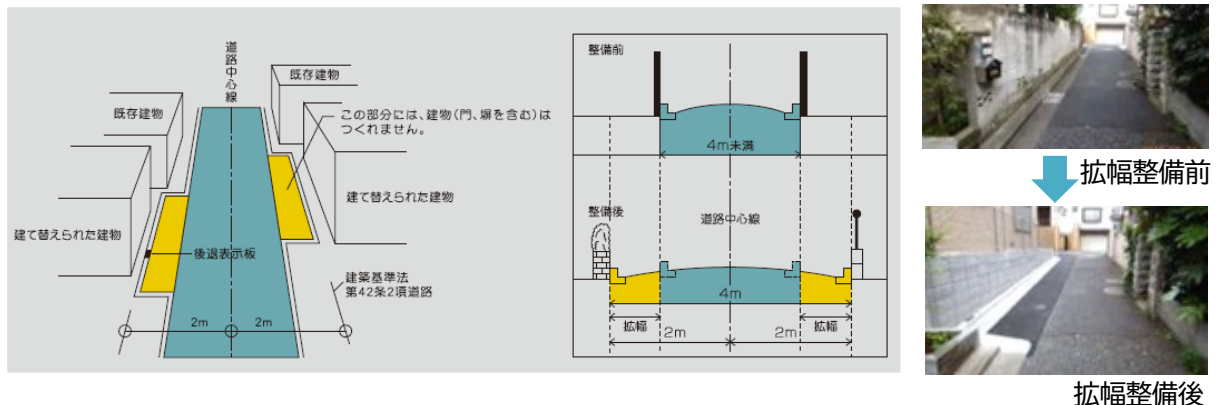 道路中心線
既存建物
既存建物
この部分には、建物(門、塀を含む)は
つくれません。
建て替えられた建物
建て替えられた建物
後退表示板
建築基準法
第42条2項道路
2m
2m
整備前
4m未満
整備後
道路中心線
4m
拡幅
2m
2m
拡幅
拡幅整備前
拡幅整備後